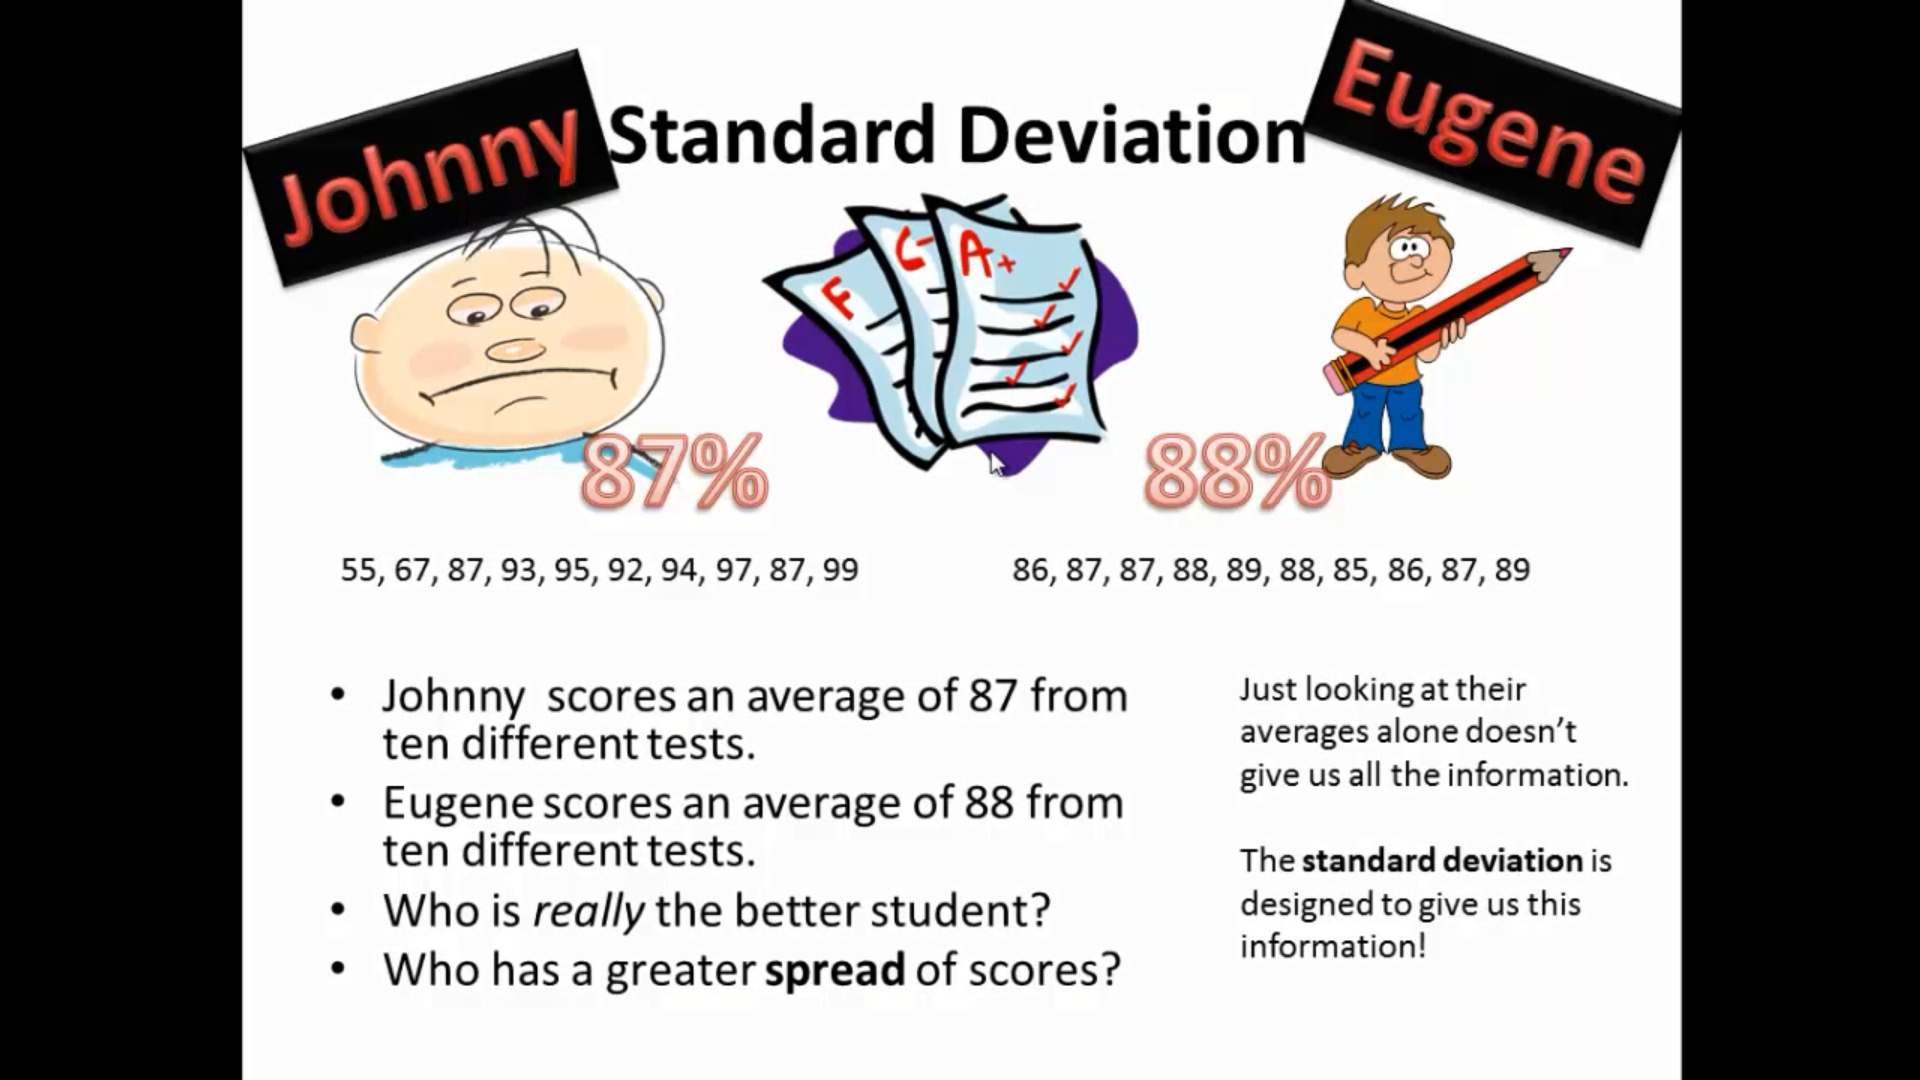 Johnny
Standard Deviation
Eugene
F
C-
A+
87%
88%
55, 67, 87, 93, 95, 92, 94, 97, 87, 99
86, 87, 87, 88, 89, 88, 85, 86, 87, 89
• Johnny scores an average of 87 from
ten different tests.
• Eugene scores an average of 88 from
ten different tests.
• Who is really the better student?
• Who has a greater spread of scores?
Just looking at their
averages alone doesn’t
give us all the information.
The standard deviation is
designed to give us this
information!